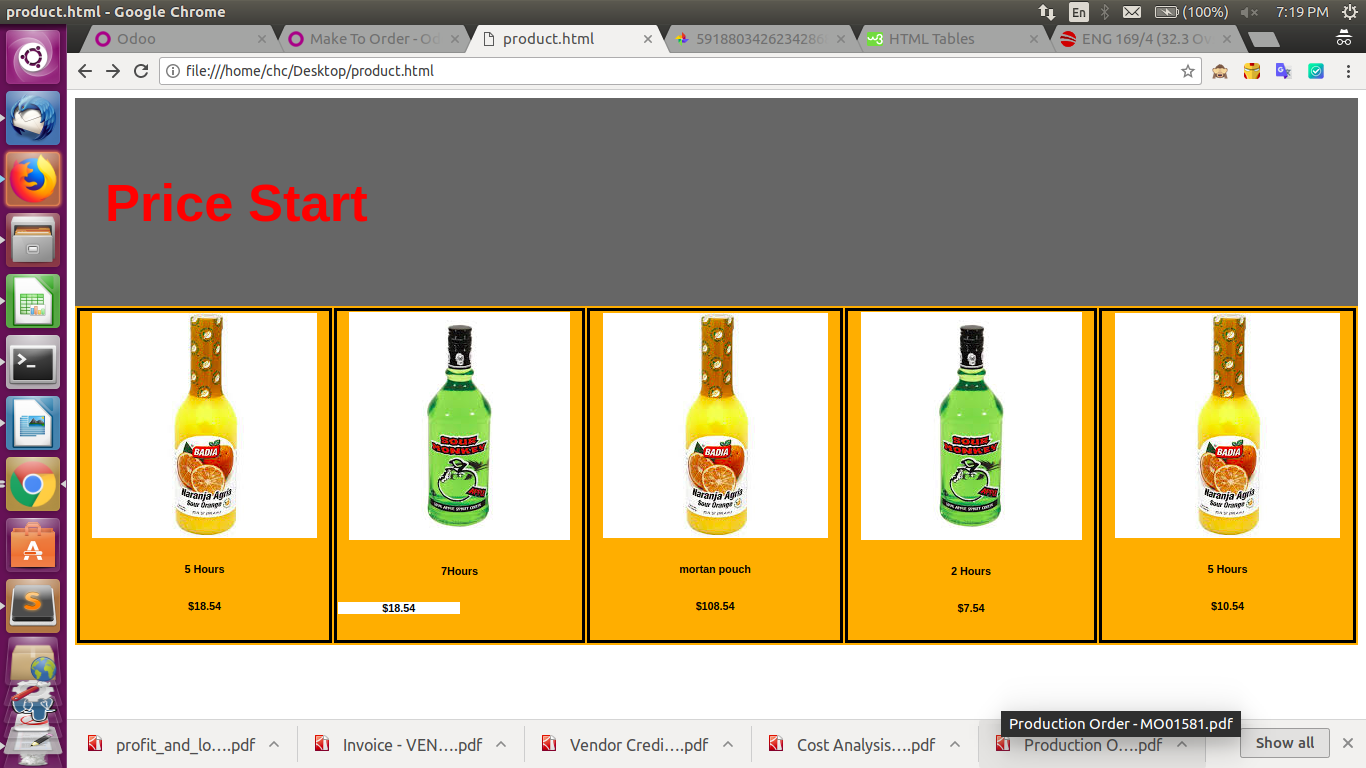 product.html - Google Chrome
En (100%) 7:19 PM
Odoo Make To Order - Od product.html 5918803426234286 HTML Tables ENG 169/4 (32.3 Ov
file:///home/chc/Desktop/product.html
Price Start
BADIA
Naranja Agria
Sour Orange
SOUR
MONKEY
BADIA
Naranja Agria
Sour Orange
SOUR
MONKEY
BADIA
Naranja Agria
Sour Orange
5 Hours 7Hours mortan pouch 2 Hours 5 Hours
$18.54 $18.54 $108.54 $7.54 $10.54
Production Order - MO01581.pdf
profit_and_lo....pdf Invoice - VEN....pdf Vendor Credi....pdf Cost Analysis....pdf Production O....pdf Show all